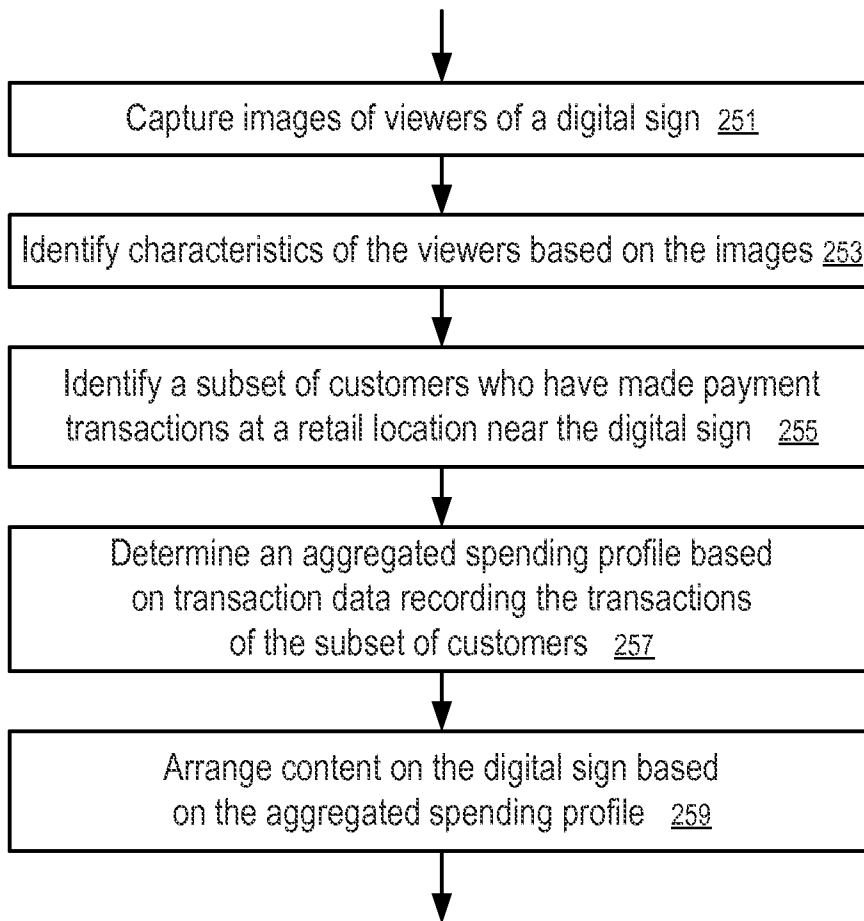 Capture images of viewers of a digital sign 251
Identify characteristics of the viewers based on the images 253
Identify a subset of customers who have made payment
transactions at a retail location near the digital sign 255
Determine an aggregated spending profile based
on transaction data recording the transactions
of the subset of customers 257
Arrange content on the digital sign based
on the aggregated spending profile 259